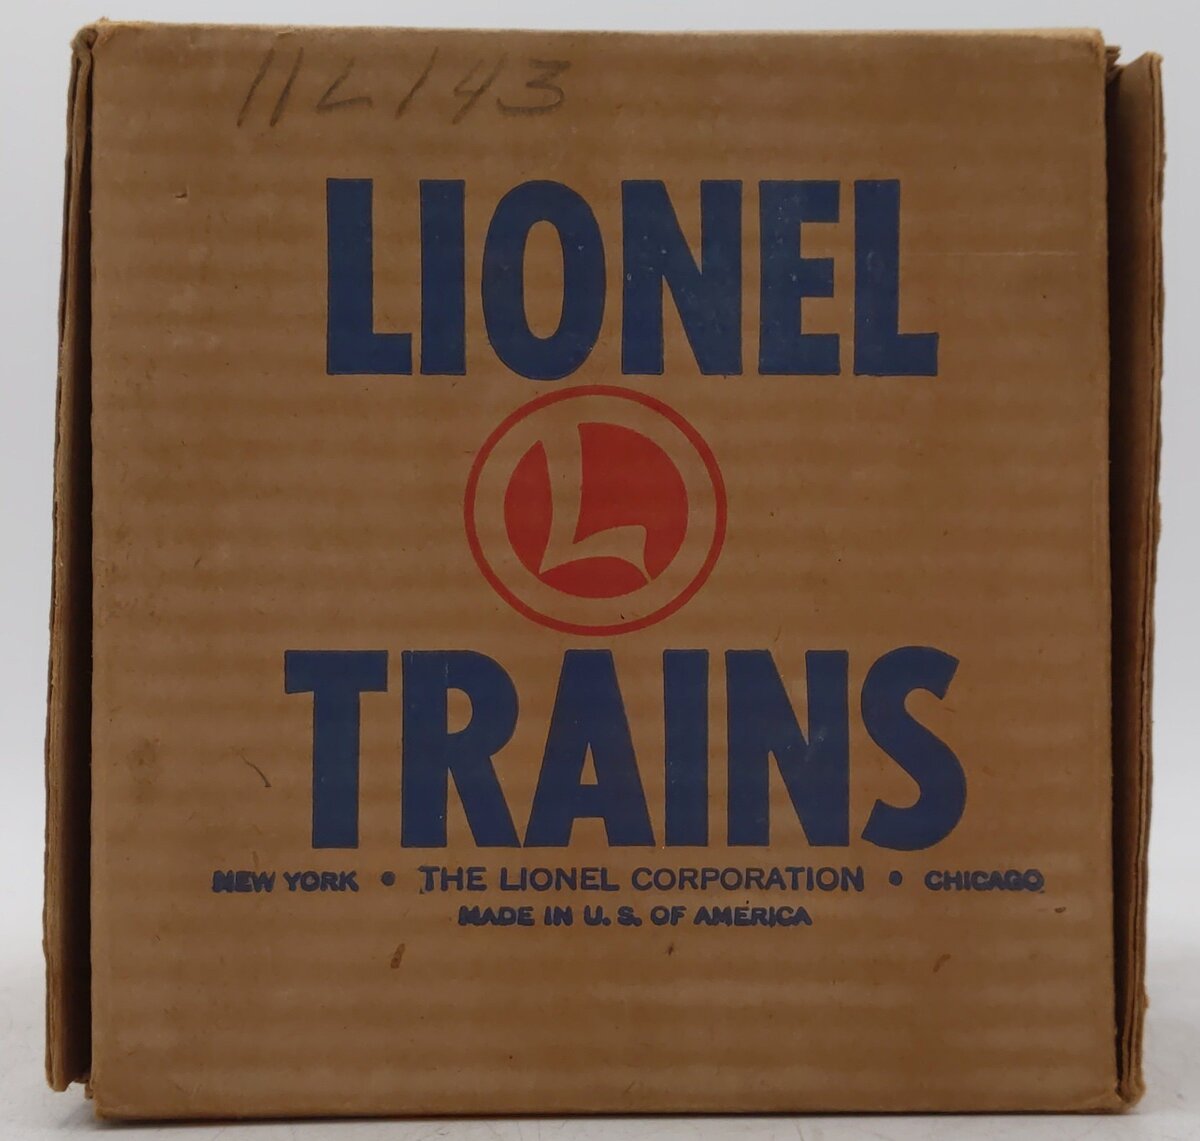 11L143
LIONEL
L
TRAINS
NEW YORK • THE LIONEL CORPORATION • CHICAGO
MADE IN U. S. OF AMERICA